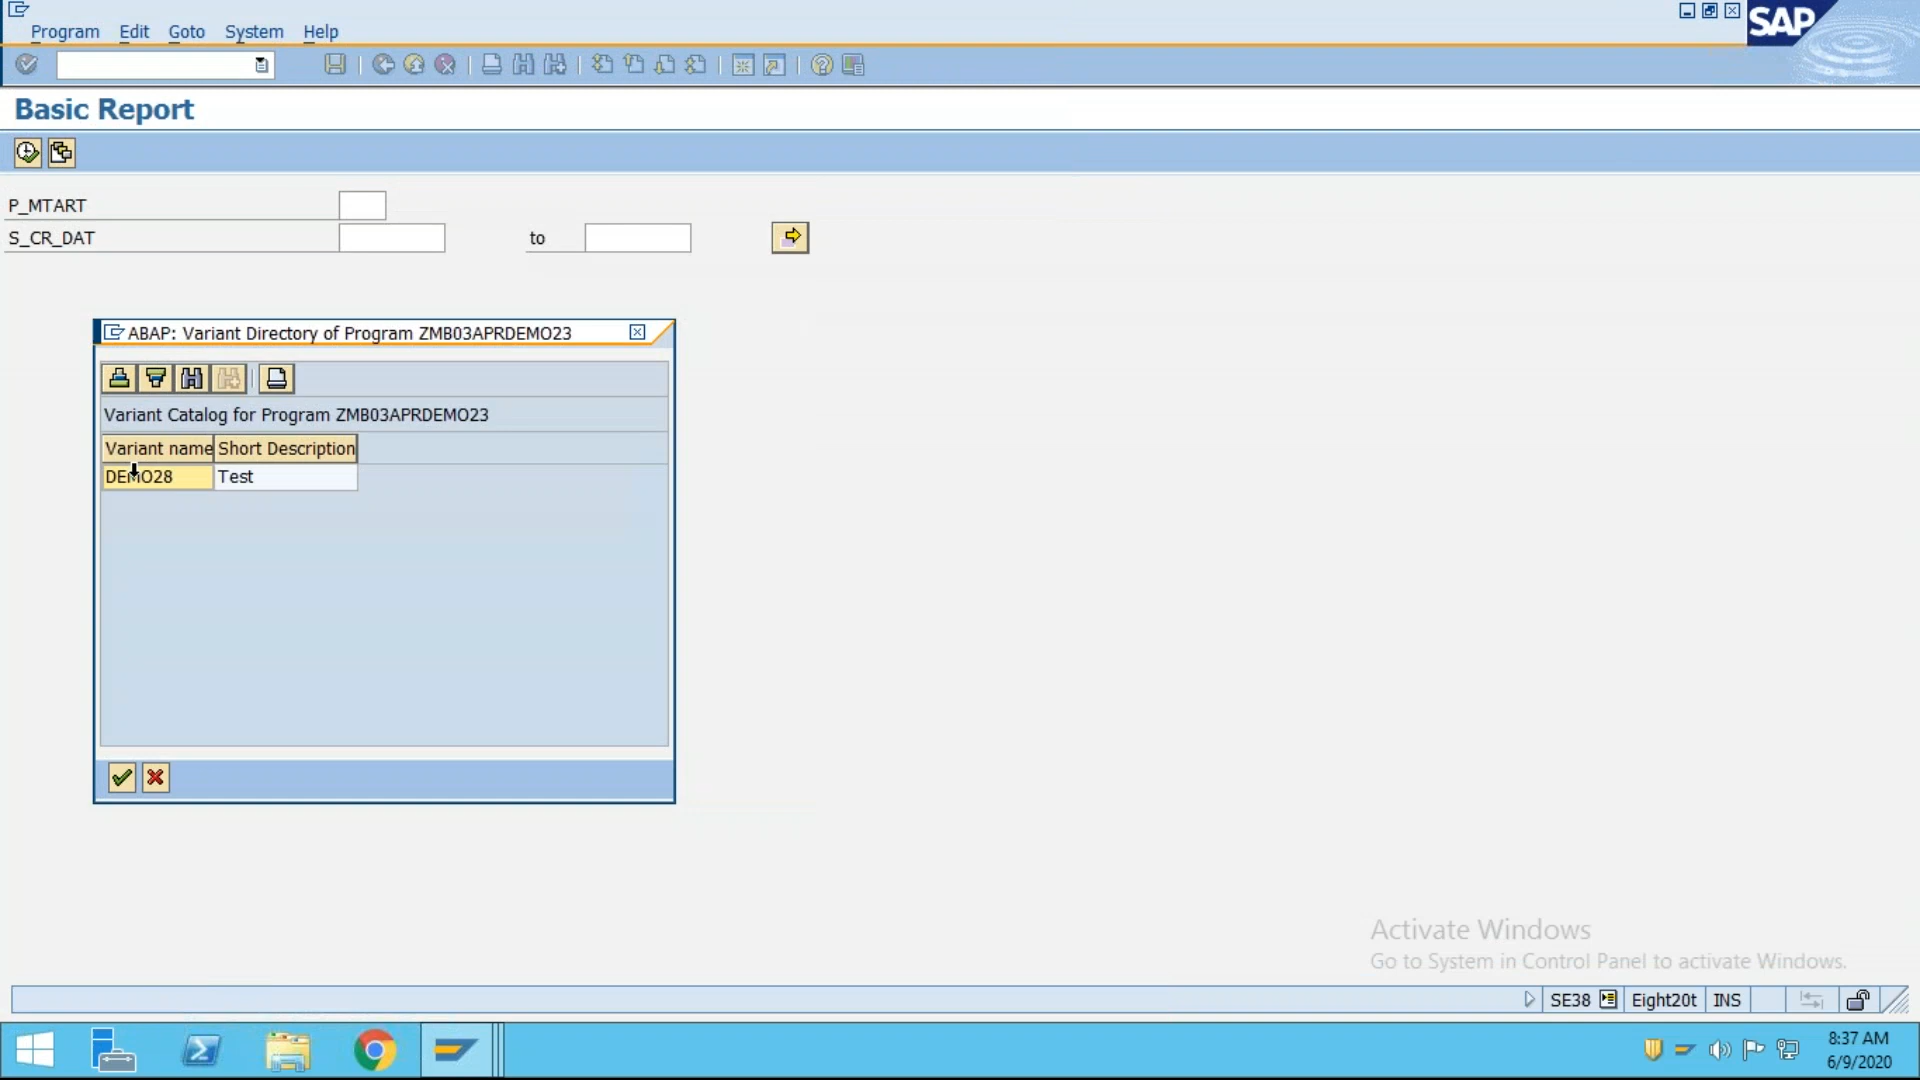 Program Edit Goto System Help
SAP
Basic Report
P_MTART
S_CR_DAT to
ABAP: Variant Directory of Program ZMB03APRDEMO23
Variant Catalog for Program ZMB03APRDEMO23
Variant name Short Description
DEMO28 Test
Activate Windows
Go to System in Control Panel to activate Windows.
SE38 Eight20t INS
8:37 AM
6/9/2020